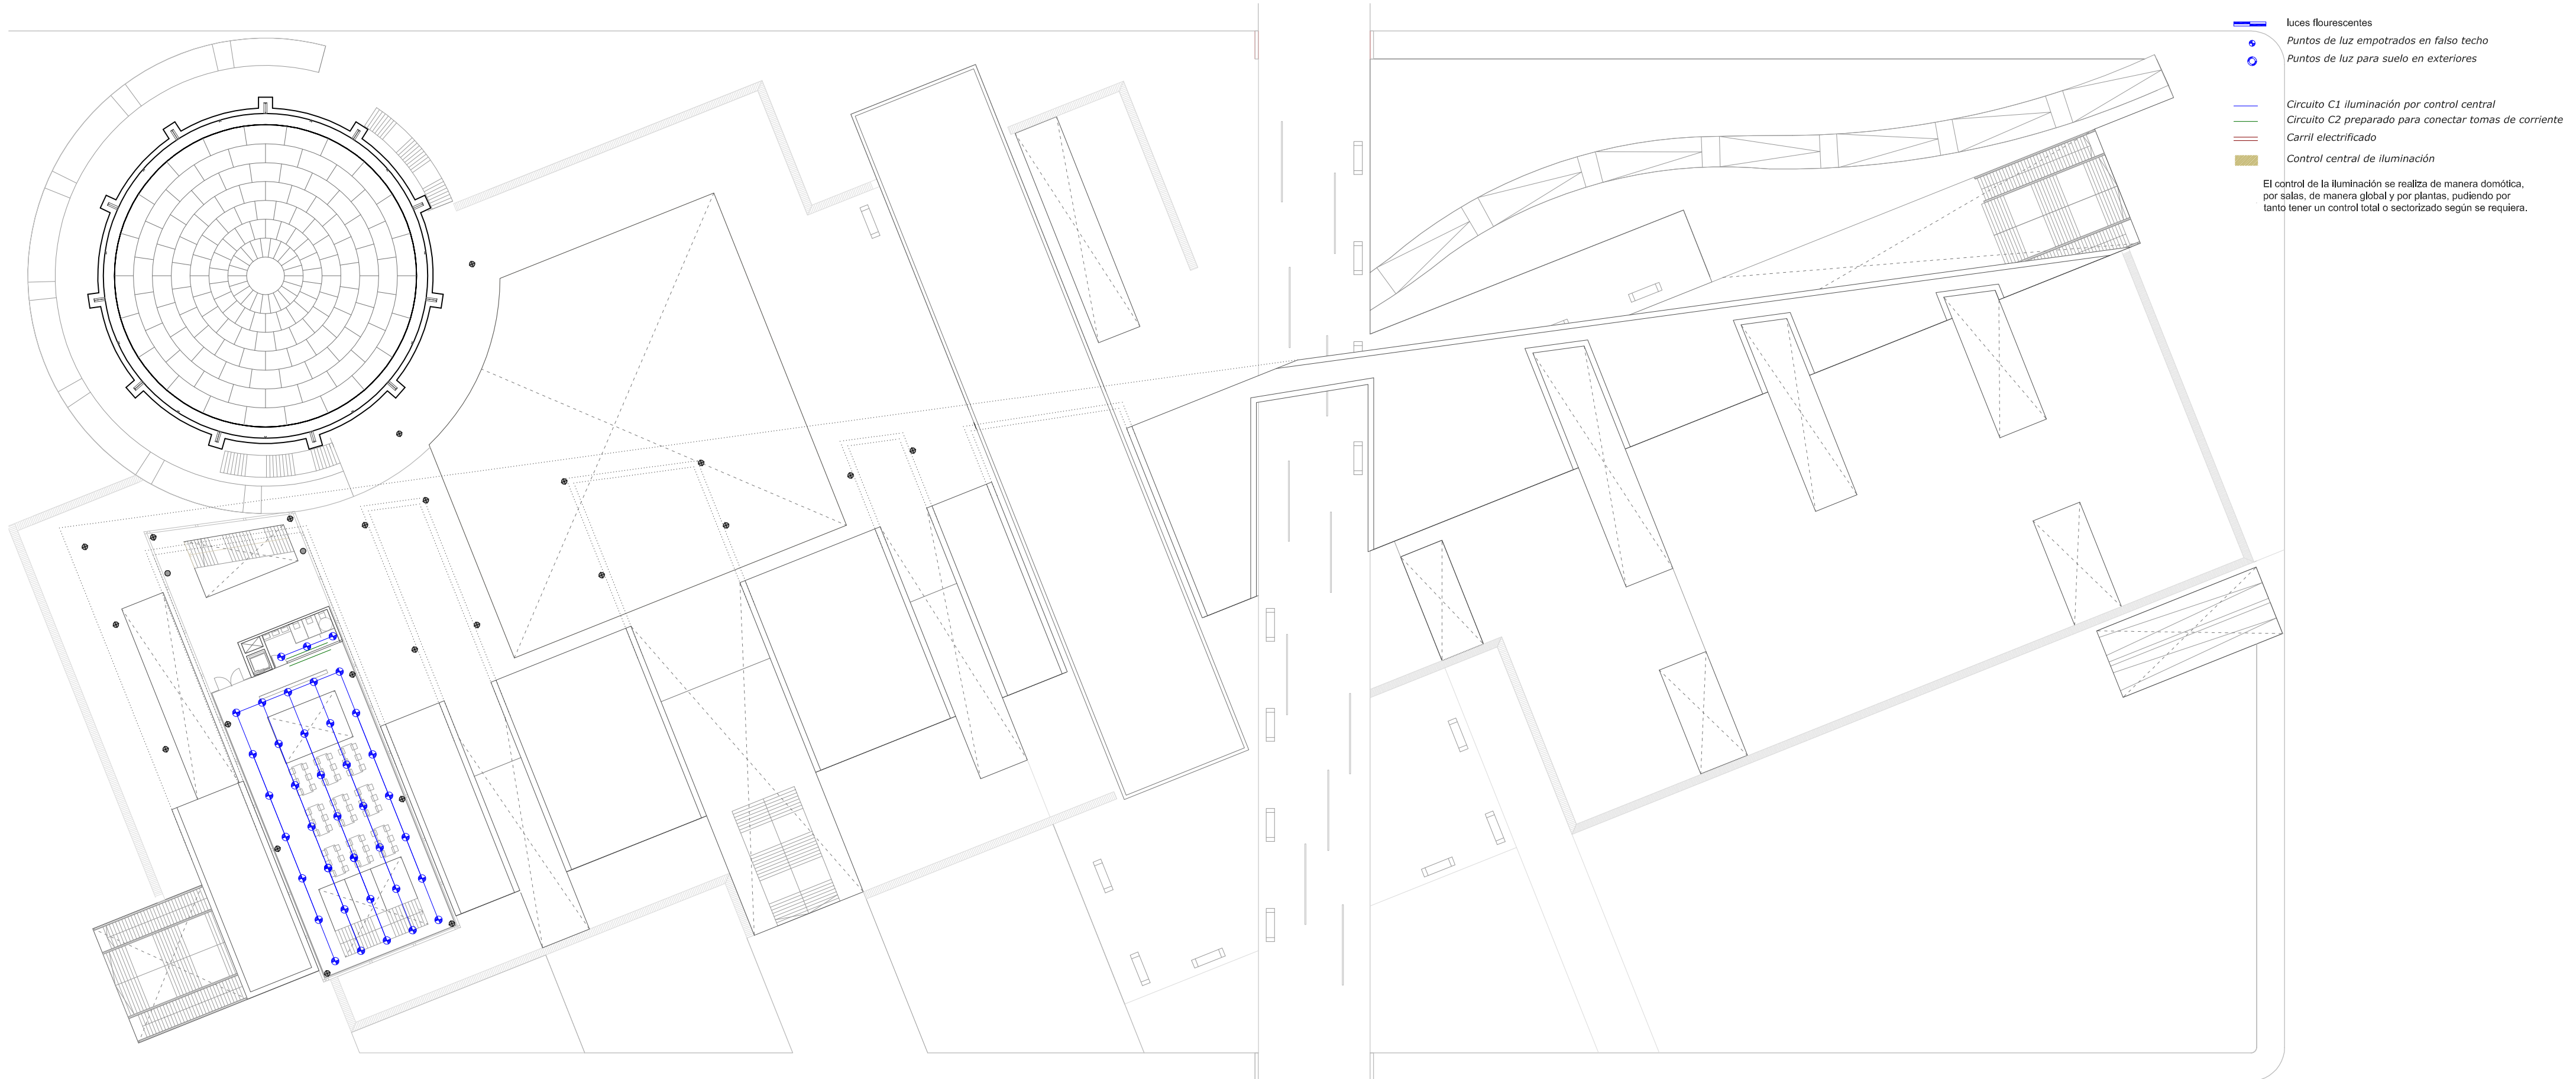 luces flourescentes
Puntos de luz empotrados en falso techo
Puntos de luz para suelo en exteriores
Circuito C1 iluminación por control central
Circuito C2 preparado para conectar tomas de corriente
Carril electrificado
Control central de iluminación
El control de la iluminación se realiza de manera domótica,
por salas, de manera global y por plantas, pudiendo por
tanto tener un control total o sectorizado según se requiera.